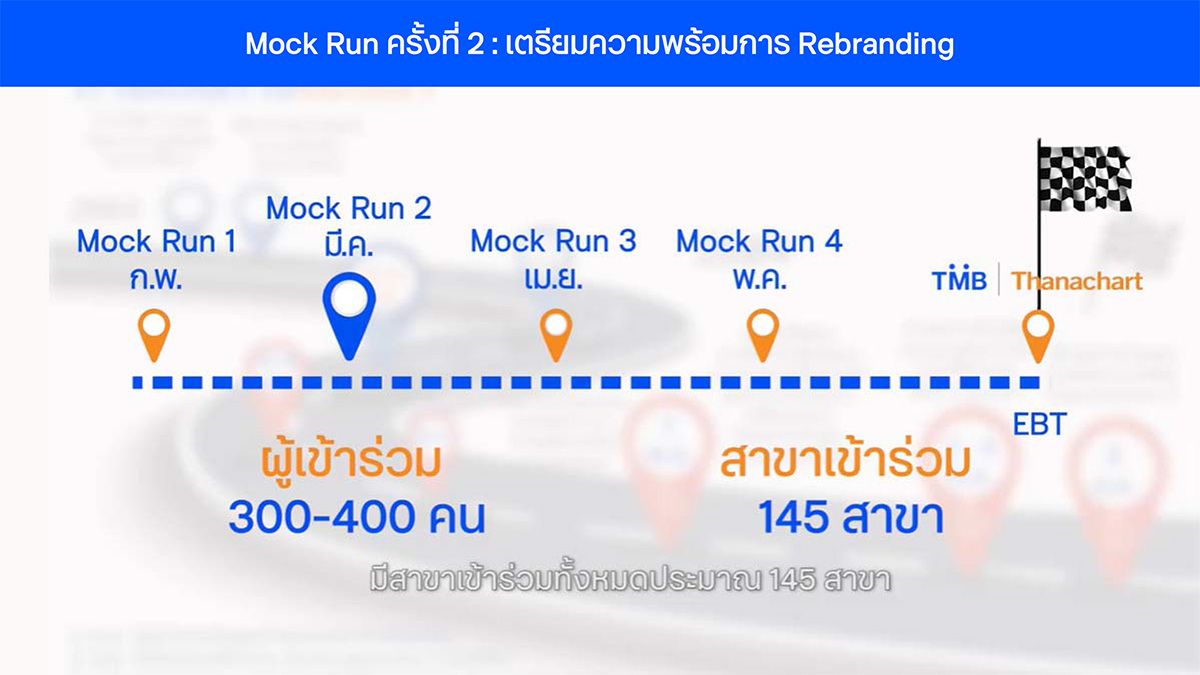 Mock Run ครั้งที่ 2 : เตรียมความพร้อมการ Rebranding
Mock Run 1
ก.พ.
Mock Run 2
มี.ค.
Mock Run 3
เม.ย.
Mock Run 4
พ.ค.
TMB | Thanachart
EBT
ผู้เข้าร่วม
300-400 คน
สาขาเข้าร่วม
145 สาขา
มีสาขาเข้าร่วมทั้งหมดประมาณ 145 สาขา